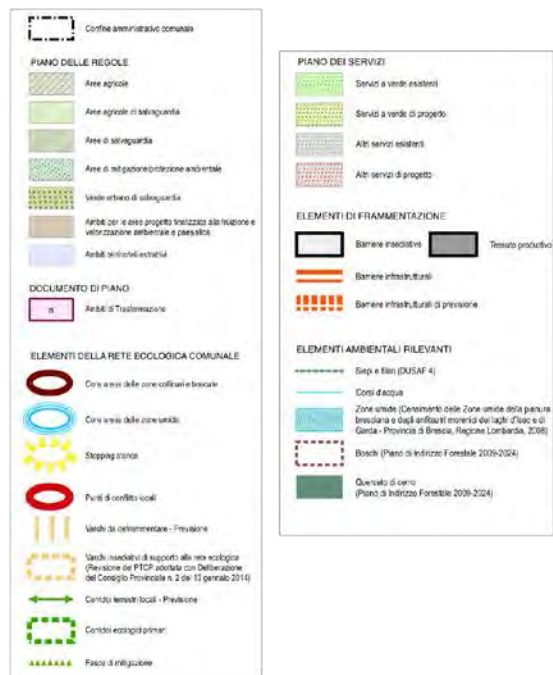 Confine amministrativo comunale
PIANO DELLE REGOLE
Aree agricole
Aree agricole di salvaguardia
Aree di salvaguardia
Aree di mitigazione/protezione ambientale
Verde urbano di salvaguardia
Ambiti per le aree progetto finalizzate alla fruizione e
valorizzazione ambientale e paesistica
Ambiti territoriali estrattivi
DOCUMENTO DI PIANO
n
Ambiti di Trasformazione
ELEMENTI DELLA RETE ECOLOGICA COMUNALE
Core areas delle zone collinari e boscate
Core areas delle zone umide
Stepping stones
Punti di conflitto locali
Varchi da deframmentare - Previsione
Varchi insediativi di supporto alla rete ecologica
(Revisione del PTCP adottata con Deliberazione
del Consiglio Provinciale n. 2 del 13 gennaio 2014)
Corridoi terrestri locali - Previsione
Corridoi ecologici primari
Fasce di mitigazione
PIANO DEI SERVIZI
Servizi a verde esistenti
Servizi a verde di progetto
Altri servizi esistenti
Altri servizi di progetto
ELEMENTI DI FRAMMENTAZIONE
Barriere insediative
Tessuto produttivo
Barriere infrastrutturali
Barriere infrastrutturali di previsione
ELEMENTI AMBIENTALI RILEVANTI
Siepi e filari (DUSAF 4)
Corsi d'acqua
Zone umide (Censimento delle Zone umide della pianura
bresciana e degli anfiteatri morenici dei laghi d'Iseo e di
Garda - Provincia di Brescia, Regione Lombardia, 2006)
Boschi (Piano di Indirizzo Forestale 2009-2024)
Querceto di cerro
(Piano di Indirizzo Forestale 2009-2024)